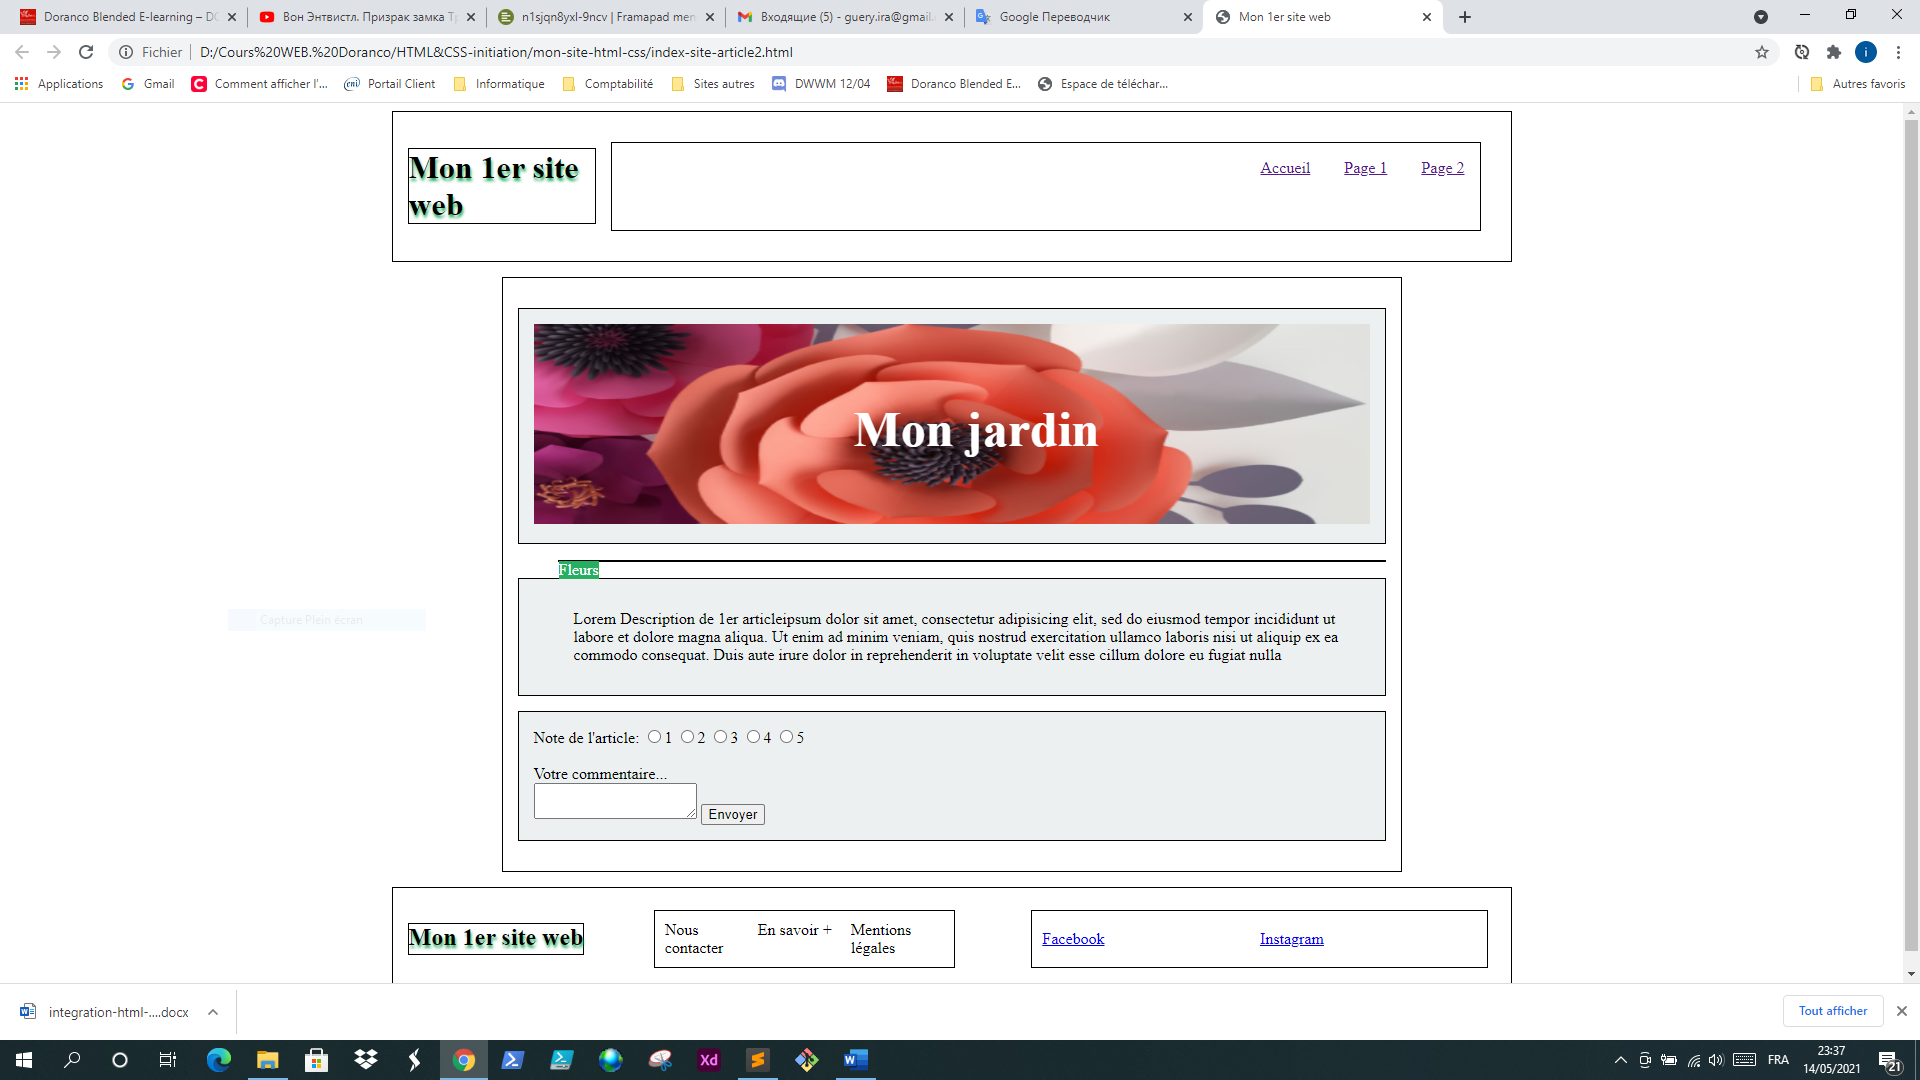 Doranco Blended E-learning – DO
Вон Энтвистл. Призрак замка Т
n1sjqn8yxl-9ncv | Framapad men
Входящие (5) - guery.ira@gmail.
Google Переводчик
Mon 1er site web
Fichier
D:/Cours%20WEB.%20Doranco/HTML&CSS-initiation/mon-site-html-css/index-site-article2.html
i
Applications
Gmail
Comment afficher l'...
Portail Client
Informatique
Comptabilité
Sites autres
DWWM 12/04
Doranco Blended E...
Espace de téléchar...
Autres favoris
Mon 1er site
web
Accueil
Page 1
Page 2
Mon jardin
Fleurs
Capture Plein écran
Lorem Description de 1er articleipsum dolor sit amet, consectetur adipisicing elit, sed do eiusmod tempor incididunt ut
labore et dolore magna aliqua. Ut enim ad minim veniam, quis nostrud exercitation ullamco laboris nisi ut aliquip ex ea
commodo consequat. Duis aute irure dolor in reprehenderit in voluptate velit esse cillum dolore eu fugiat nulla
Note de l'article: 1 2 3 4 5
Votre commentaire...
Envoyer
Mon 1er site web
Nous
contacter
En savoir +
Mentions
légales
Facebook
Instagram
integration-html-....docx
Tout afficher
Xd
FRA
23:37
14/05/2021
21